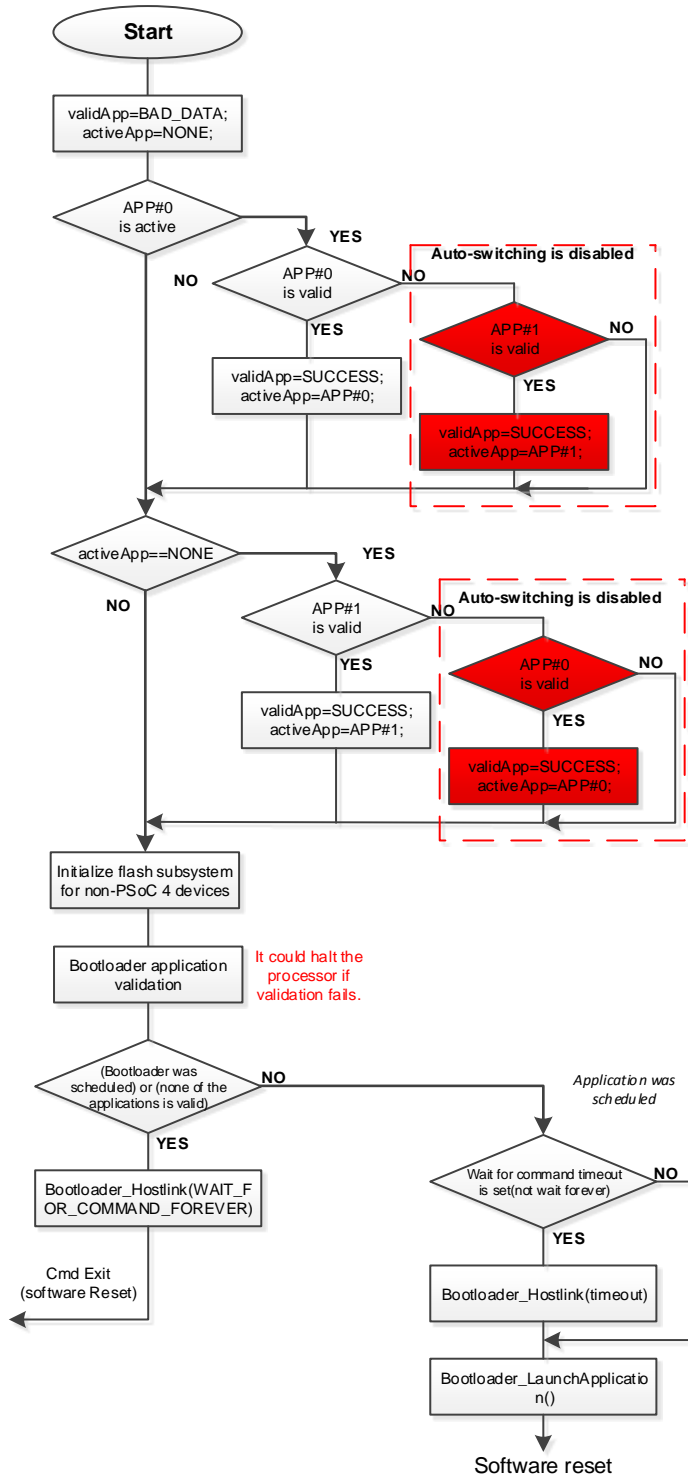 Start
validApp=BAD_DATA;
activeApp=NONE;
APP#0
is active
YES
NO
APP#0
is valid
NO
YES
validApp=SUCCESS;
activeApp=APP#0;
Auto-switching is disabled
APP#1
is valid
NO
YES
validApp=SUCCESS;
activeApp=APP#1;
activeApp==NONE
YES
NO
APP#1
is valid
NO
YES
validApp=SUCCESS;
activeApp=APP#1;
Auto-switching is disabled
APP#0
is valid
NO
YES
validApp=SUCCESS;
activeApp=APP#0;
Initialize flash subsystem
for non-PSoC 4 devices
Bootloader application
validation
It could halt the
processor if
validation fails.
(Bootloader was
scheduled) or (none of the
applications is valid)
NO
YES
Application was
scheduled
Bootloader_Hostlink(WAIT_F
OR_COMMAND_FOREVER)
Cmd Exit
(software Reset)
Wait for command timeout
is set(not wait forever)
NO
YES
Bootloader_Hostlink(timeout)
Bootloader_LaunchApplicatio
n()
Software reset